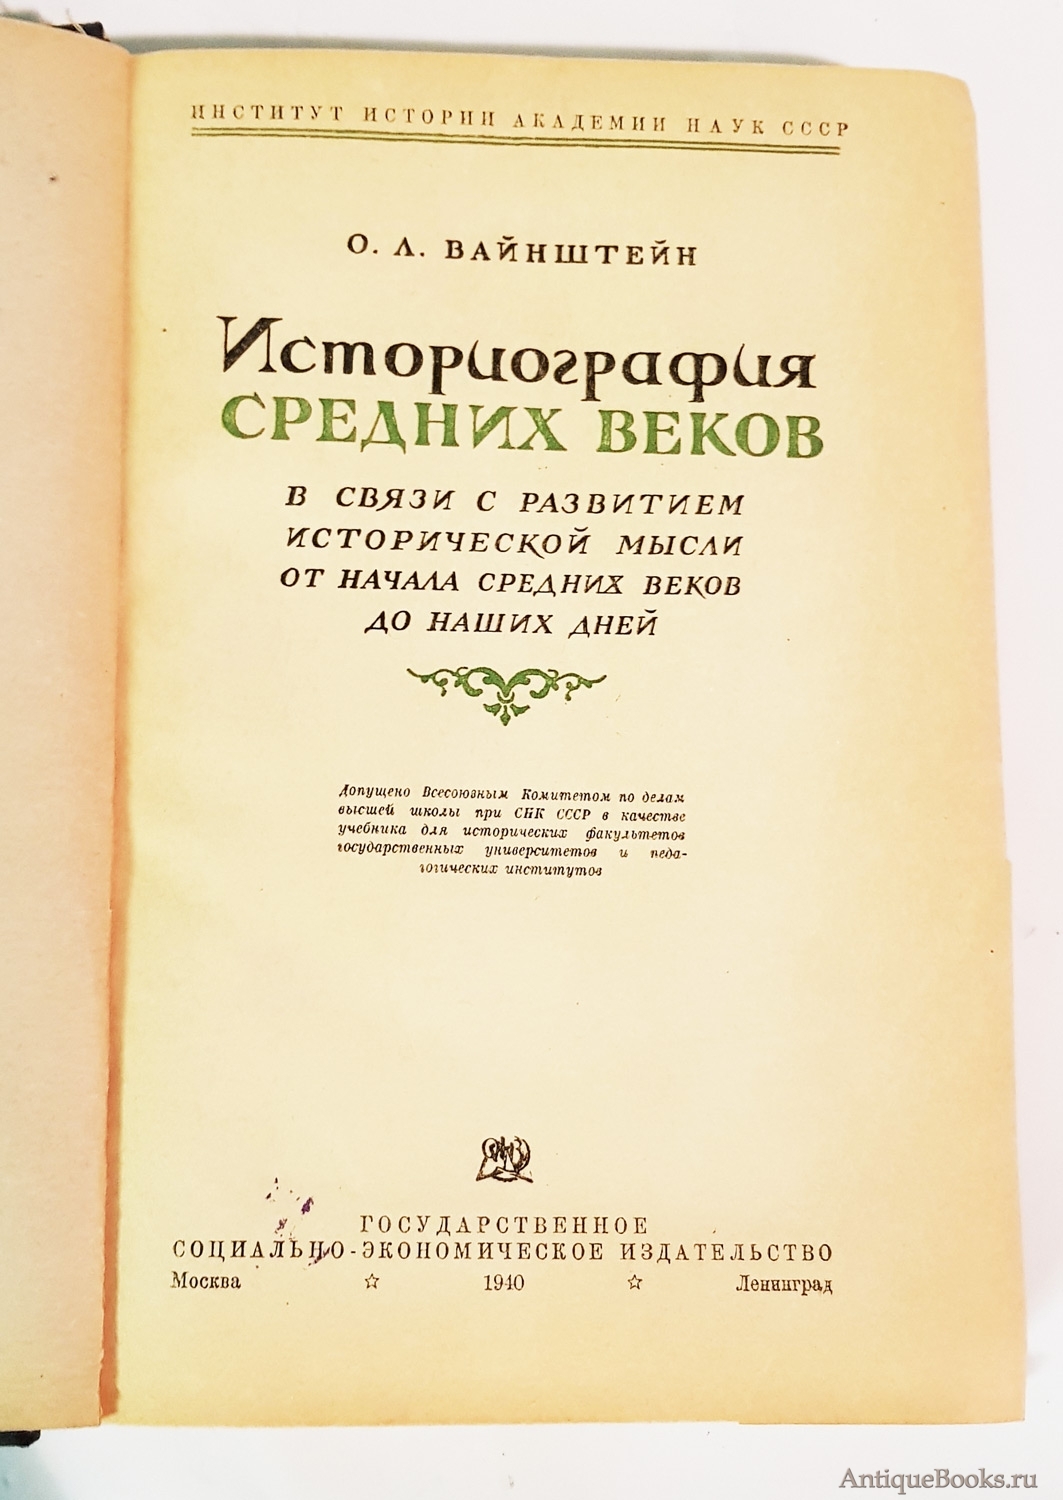 ИНСТИТУТ ИСТОРИИ АКАДЕМИИ НАУК СССР
О. Л. ВАЙНШТЕЙН
Историография
СРЕДНИХ ВЕКОВ
В СВЯЗИ С РАЗВИТИЕМ
ИСТОРИЧЕСКОЙ МЫСЛИ
ОТ НАЧАЛА СРЕДНИХ ВЕКОВ
ДО НАШИХ ДНЕЙ
Допущено Всесоюзным Комитетом по делам
высшей школы при СНК СССР в качестве
учебника для исторических факультетов
государственных университетов и педа-
гогических институтов
ГОСУДАРСТВЕННОЕ
СОЦИАЛЬНО-ЭКОНОМИЧЕСКОЕ ИЗДАТЕЛЬСТВО
Москва ☆ 1940 ☆ Ленинград
AntiqueBooks.ru